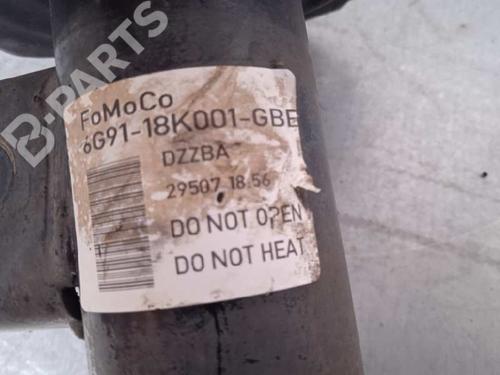 B-PARTS
FoMoCo
6G91-18K001-GBE
DZZBA
29507 18:56
DO NOT OPEN
DO NOT HEAT